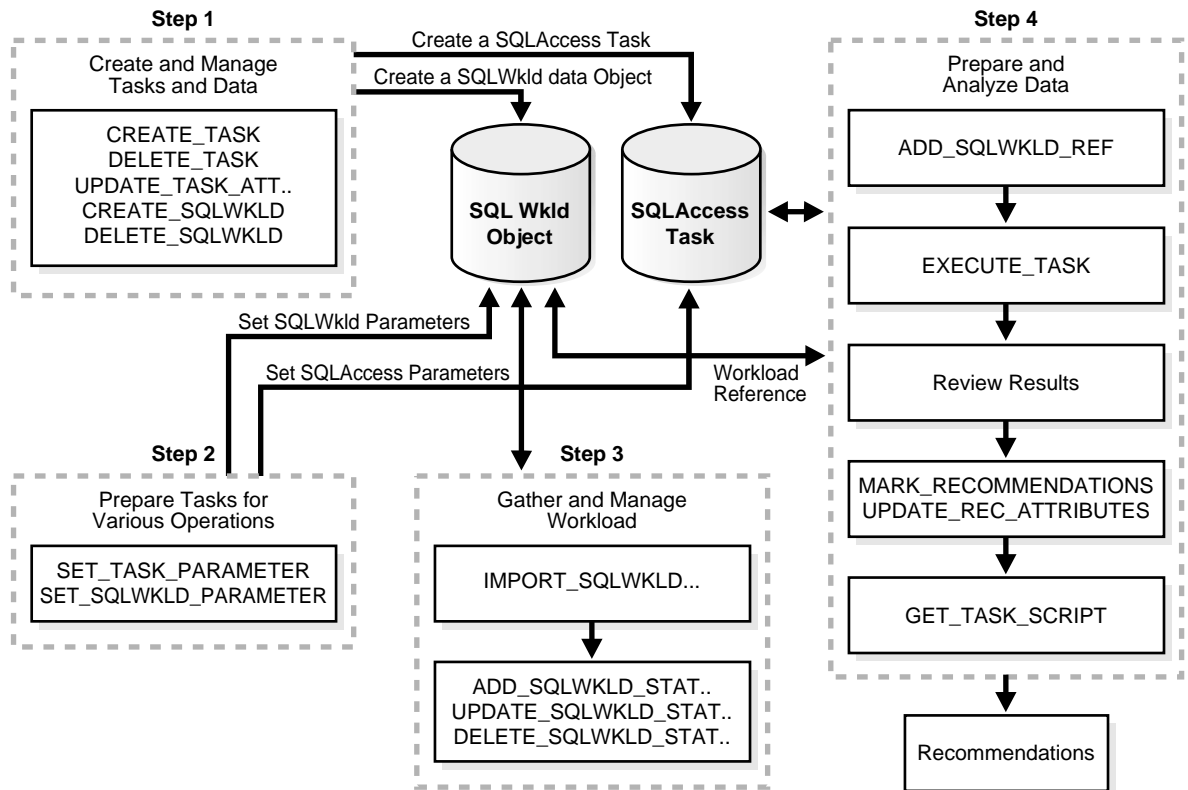 Step 1
Create and Manage
Tasks and Data
CREATE_TASK
DELETE_TASK
UPDATE_TASK_ATT..
CREATE_SQLWKLD
DELETE_SQLWKLD
Create a SQLAccess Task
Create a SQLWkld data Object
SQL Wkld
Object
SQLAccess
Task
Set SQLWkld Parameters
Set SQLAccess Parameters
Workload
Reference
Step 2
Prepare Tasks for
Various Operations
SET_TASK_PARAMETER
SET_SQLWKLD_PARAMETER
Step 3
Gather and Manage
Workload
IMPORT_SQLWKLD...
ADD_SQLWKLD_STAT..
UPDATE_SQLWKLD_STAT..
DELETE_SQLWKLD_STAT..
Step 4
Prepare and
Analyze Data
ADD_SQLWKLD_REF
EXECUTE_TASK
Review Results
MARK_RECOMMENDATIONS
UPDATE_REC_ATTRIBUTES
GET_TASK_SCRIPT
Recommendations